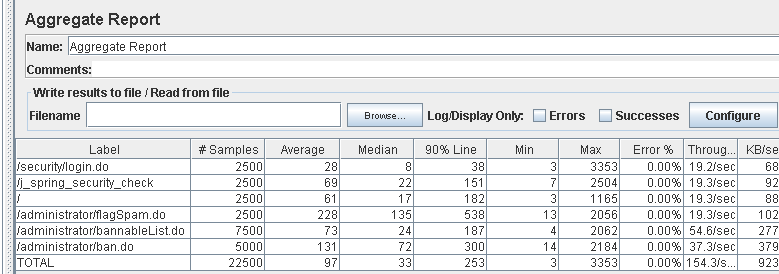 Aggregate Report
Name: Aggregate Report
Comments:
Write results to file / Read from file
Filename Browse... Log/Display Only: Errors Successes Configure
Label # Samples Average Median 90% Line Min Max Error % Throug... KB/se
/security/login.do 2500 28 8 38 3 3353 0.00% 19.2/sec 68
/j_spring_security_check 2500 69 22 151 7 2504 0.00% 19.3/sec 92
/ 2500 61 17 182 3 1165 0.00% 19.3/sec 88
/administrator/flagSpam.do 2500 228 135 538 13 2056 0.00% 19.3/sec 102
/administrator/bannableList.do 7500 73 24 187 4 2062 0.00% 54.6/sec 277
/administrator/ban.do 5000 131 72 300 14 2184 0.00% 37.3/sec 379
TOTAL 22500 97 33 253 3 3353 0.00% 154.3/s... 923